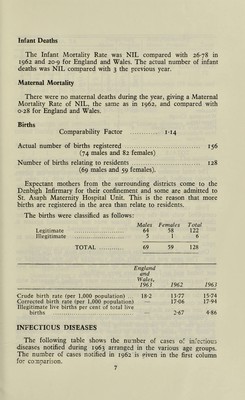 Infant Deaths
The Infant Mortality Rate was NIL compared with 26·78 in
1962 and 20·9 for England and Wales. The actual number of infant
deaths was NIL compared with 3 the previous year.
Maternal Mortality
There were no maternal deaths during the year, giving a Maternal
Mortality Rate of NIL, the same as in 1962, and compared with
0·28 for England and Wales.
Births
Comparability Factor ............ 1·14
Actual number of births registered ........................ 156
(74 males and 82 females)
Number of births relating to residents ..................... 128
(69 males and 59 females).
Expectant mothers from the surrounding districts come to the
Denbigh Infirmary for their confinement and some are admitted to
St. Asaph Maternity Hospital Unit. This is the reason that more
births are registered in the area than relate to residents.
The births were classified as follows:
Males Females Total
Legitimate .................. 64 58 122
Illegitimate .................. 5 1 6
TOTAL ............ 69 59 128
England
and
Wales,
1963 1962 1963
Crude birth rate (per 1,000 population) ... 18·2 13·77 15·74
Corrected birth rate (per 1,000 population) — 17·06 17·94
Illegitimate live births per cent of total live
births .................. — 2·67 4·86
INFECTIOUS DISEASES
The following table shows the number of cases of infectious
diseases notified during 1963 arranged in the various age groups.
The number of cases notified in 1962 is given in the first column
for comparison.
7